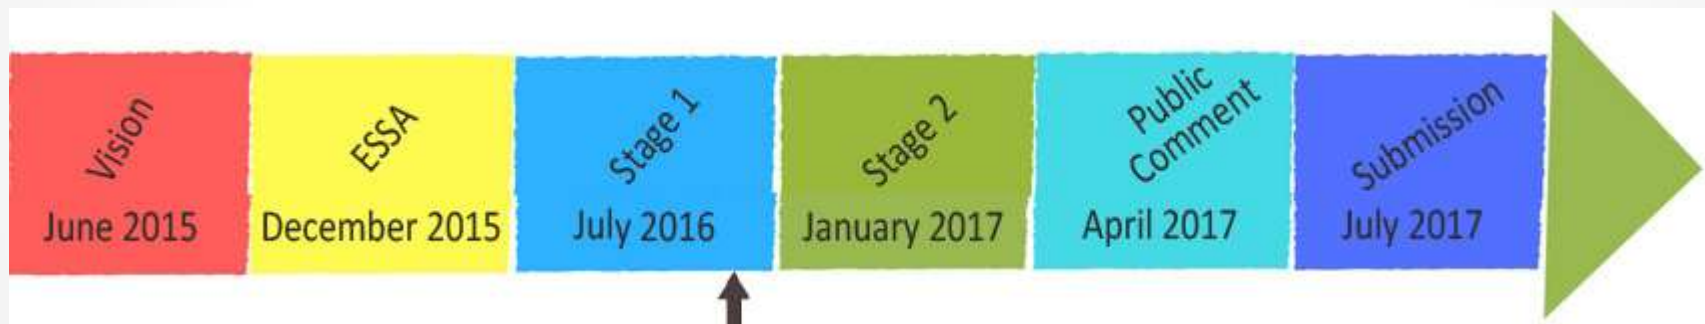 Vision
June 2015
ESSA
December 2015
Stage 1
July 2016
Stage 2
January 2017
Public
Comment
April 2017
Submission
July 2017